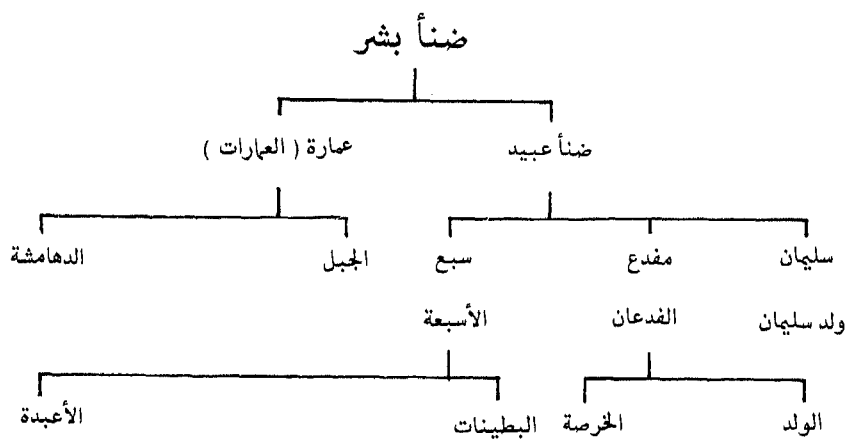 ضنأ بشر
ضنأ عبيد
عمارة ( العمارات )
سليمان
مفدع
سبع
الجبل
الدهامشة
ولد سليمان
الفدعان
الأسبعة
الولد
الخرصة
البطينات
الأعبدة